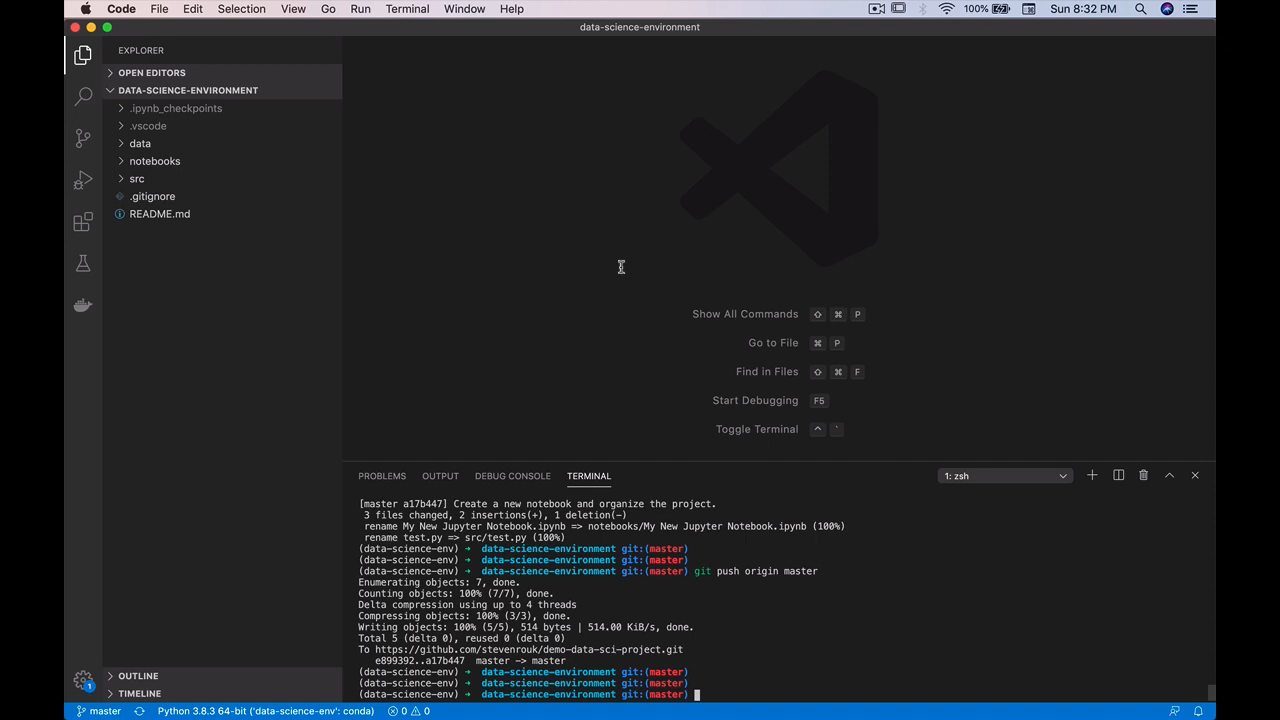 Code File Edit Selection View Go Run Terminal Window Help 100% Sun 8:32 PM
data-science-environment
EXPLORER
OPEN EDITORS
DATA-SCIENCE-ENVIRONMENT
.ipynb_checkpoints
.vscode
data
notebooks
src
.gitignore
README.md
Show All Commands ⇧ ⌘ P
Go to File ⌘ P
Find in Files ⇧ ⌘ F
Start Debugging F5
Toggle Terminal ^ `
PROBLEMS OUTPUT DEBUG CONSOLE TERMINAL 1: zsh
[master a17b447] Create a new notebook and organize the project.
3 files changed, 2 insertions(+), 1 deletion(-)
rename My New Jupyter Notebook.ipynb => notebooks/My New Jupyter Notebook.ipynb (100%)
rename test.py => src/test.py (100%)
(data-science-env) ➜ data-science-environment git:(master)
(data-science-env) ➜ data-science-environment git:(master)
(data-science-env) ➜ data-science-environment git:(master) git push origin master
Enumerating objects: 7, done.
Counting objects: 100% (7/7), done.
Delta compression using up to 4 threads
Compressing objects: 100% (3/3), done.
Writing objects: 100% (5/5), 514 bytes | 514.00 KiB/s, done.
Total 5 (delta 0), reused 0 (delta 0)
To https://github.com/stevenrouk/demo-data-sci-project.git
e899392..a17b447 master -> master
(data-science-env) ➜ data-science-environment git:(master)
(data-science-env) ➜ data-science-environment git:(master)
(data-science-env) ➜ data-science-environment git:(master)
OUTLINE
TIMELINE
1
master Python 3.8.3 64-bit ('data-science-env': conda) 0 0